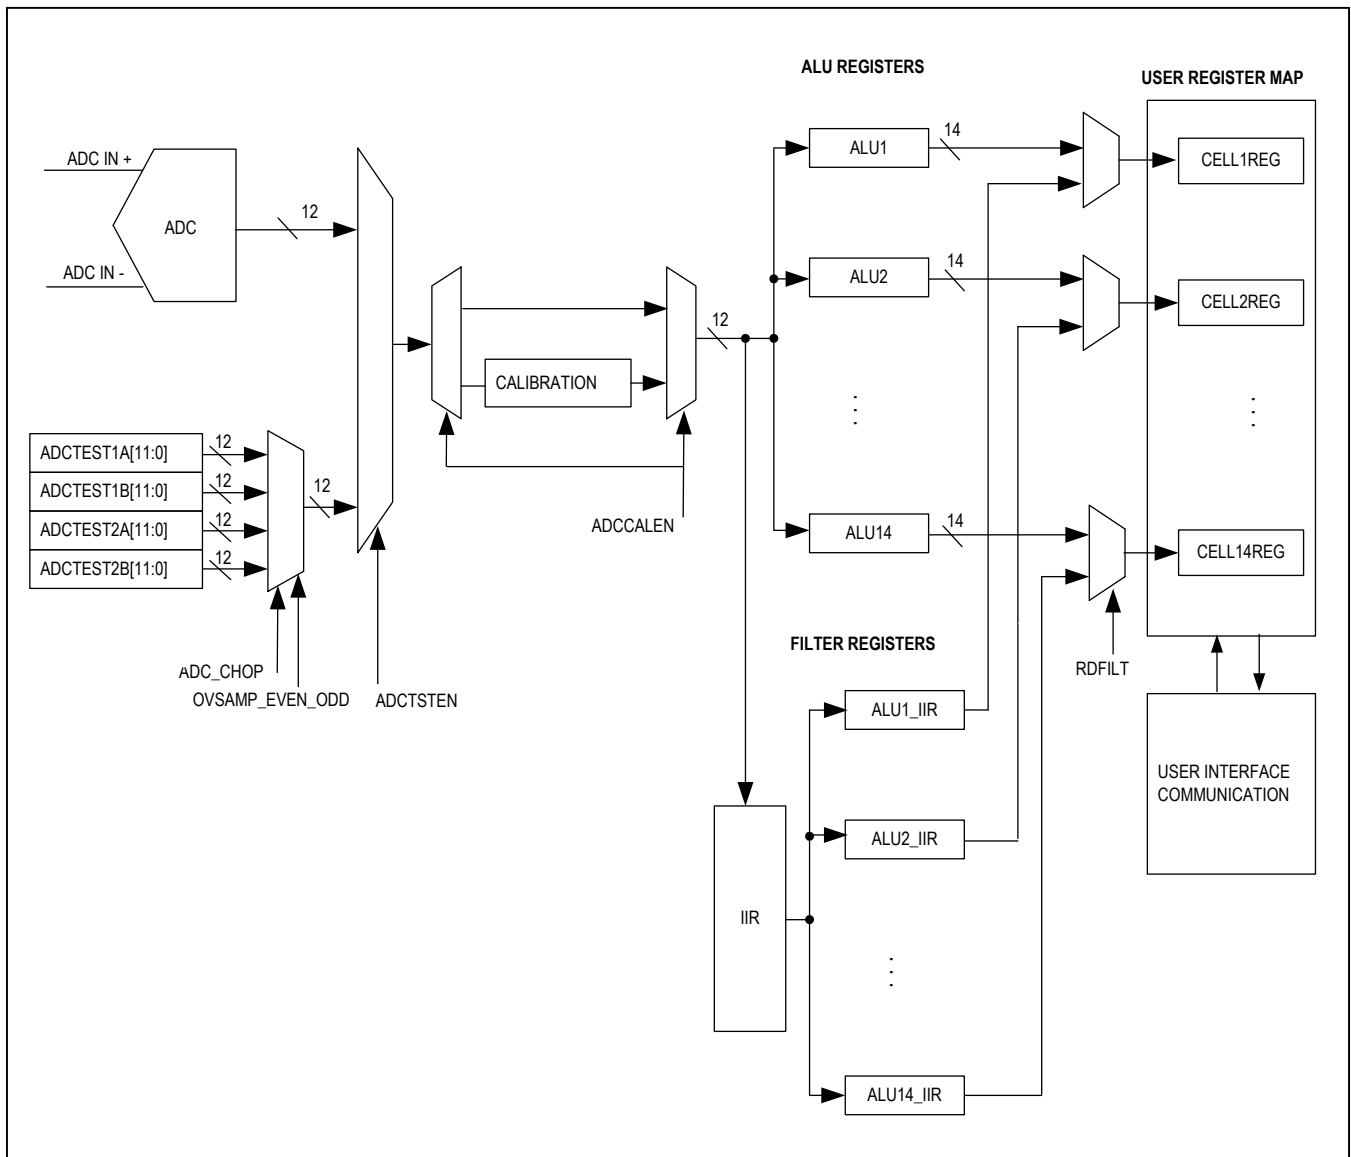 ALU REGISTERS
USER REGISTER MAP
ADC IN +
ADC
ADC IN -
12
ALU1
14
CELL1REG
ALU2
14
CELL2REG
12
CALIBRATION
ADCTEST1A[11:0]
12
ADCTEST1B[11:0]
12
ADCTEST2A[11:0]
12
ADCTEST2B[11:0]
12
12
ADCCALEN
ALU14
14
CELL14REG
ADC_CHOP
OVSAMP_EVEN_ODD
ADCTSTEN
FILTER REGISTERS
RDFILT
ALU1_IIR
USER INTERFACE
COMMUNICATION
ALU2_IIR
IIR
ALU14_IIR